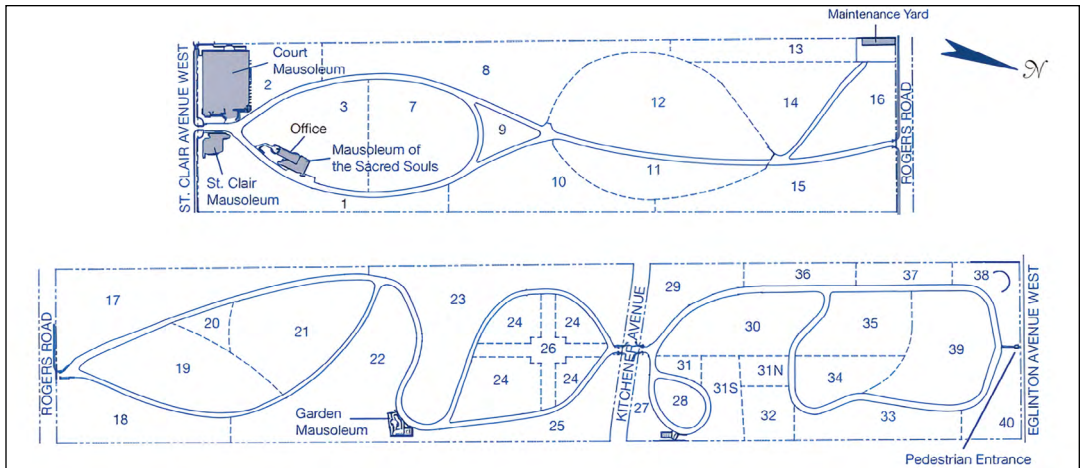 Maintenance Yard
ST. CLAIR AVENUE WEST
Court
Mausoleum
2
8
13
N
3
7
12
14
16
ROGERS ROAD
9
Office
Mausoleum of
the Sacred Souls
St. Clair
Mausoleum
1
10
11
15
ROGERS ROAD
17
20
21
19
18
22
23
Garden
Mausoleum
24
24
26
24
24
25
KITCHENER AVENUE
29
36
37
38
30
35
39
31
31S
31N
34
27
28
32
33
40
EGLINTON AVENUE WEST
Pedestrian Entrance